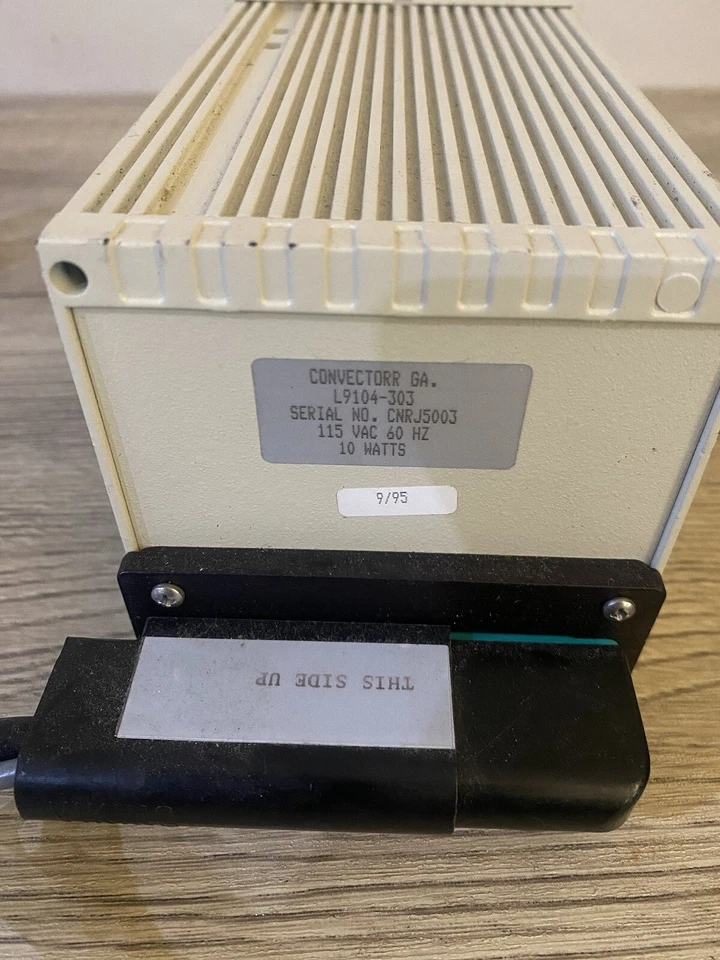 CONVECTORR GA.
L9104-303
SERIAL NO. CNRJ5003
115 VAC 60 HZ
10 WATTS
9/95
THIS SIDE UP